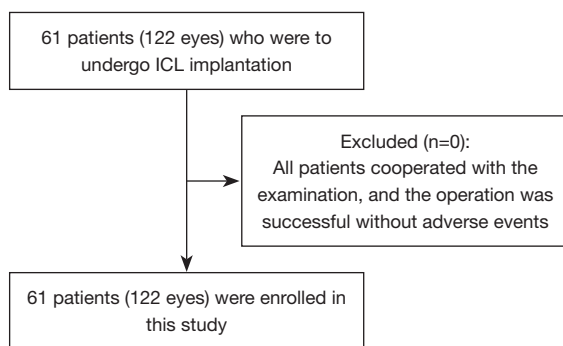 61 patients (122 eyes) who were to
undergo ICL implantation
Excluded (n=0):
All patients cooperated with the
examination, and the operation was
successful without adverse events
61 patients (122 eyes) were enrolled in
this study